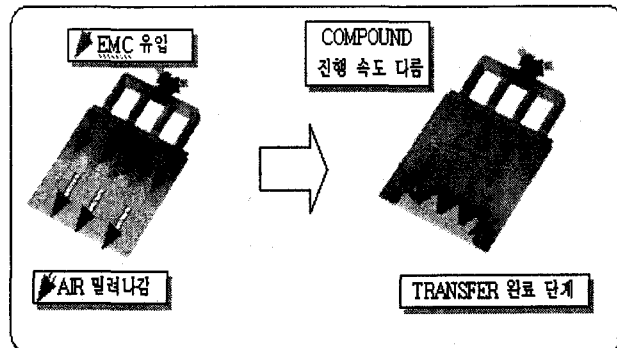 EMC 유입
COMPOUND
진행 속도 다름
AIR 밀려나감
TRANSFER 완료 단계